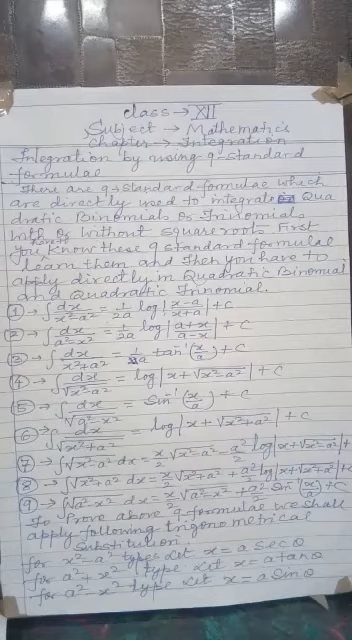 class → XII
Subject → Mathematics
Chapter → Integration
Integration by using 9-standard
formulae
There are 9 standard formulae which
are directly used to integrate Qua
dratic Binomials Or Trinomials
with or Without square roots. First
You have to know these 9 standard formulae
learn them and then you have to
apply directly in Quadratic Binomial
and Quadratic Trinomial.
① → ∫dx/(x²-a²) = 1/2a log|(x-a)/(x+a)| + C
② → ∫dx/(a²-x²) = 1/2a log|(a+x)/(a-x)| + C
③ → ∫dx/(x²+a²) = 1/a tan⁻¹(x/a) + C
④ → ∫dx/√(x²-a²) = log|x+√(x²-a²)| + C
⑤ → ∫dx/√(a²-x²) = Sin⁻¹(x/a) + C
⑥ → ∫dx/√(x²+a²) = log|x+√(x²+a²)| + C
⑦ → ∫√(x²-a²) dx = x/2 √(x²-a²) - a²/2 log|x+√(x²-a²)| +
⑧ → ∫√(x²+a²) dx = x/2 √(x²+a²) + a²/2 log|x+√(x²+a²)| +C
⑨ → ∫√(a²-x²) dx = x/2 √(a²-x²) + a²/2 Sin⁻¹(x/a) + C
To Prove above 9 formulae we shall
apply following trigonometrical
Substitution.
for x²-a² types Let x = a secθ
for a²+x² type Let x = a tanθ
for a²-x² type Let x = a sinθ